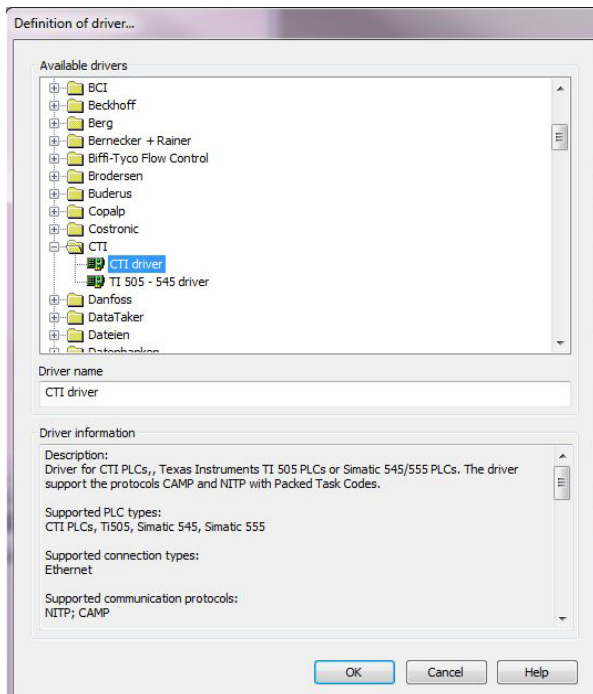 Definition of driver...
Available drivers
BCI
Beckhoff
Berg
Bernecker + Rainer
Biffi-Tyco Flow Control
Brodersen
Buderus
Copalp
Costronic
CTI
CTI driver
TI 505 - 545 driver
Danfoss
DataTaker
Dateien
Datenbanken
Driver name
CTI driver
Driver information
Description:
Driver for CTI PLCs,, Texas Instruments TI 505 PLCs or Simatic 545/555 PLCs. The driver
support the protocols CAMP and NITP with Packed Task Codes.
Supported PLC types:
CTI PLCs, Ti505, Simatic 545, Simatic 555
Supported connection types:
Ethernet
Supported communication protocols:
NITP; CAMP
OK
Cancel
Help